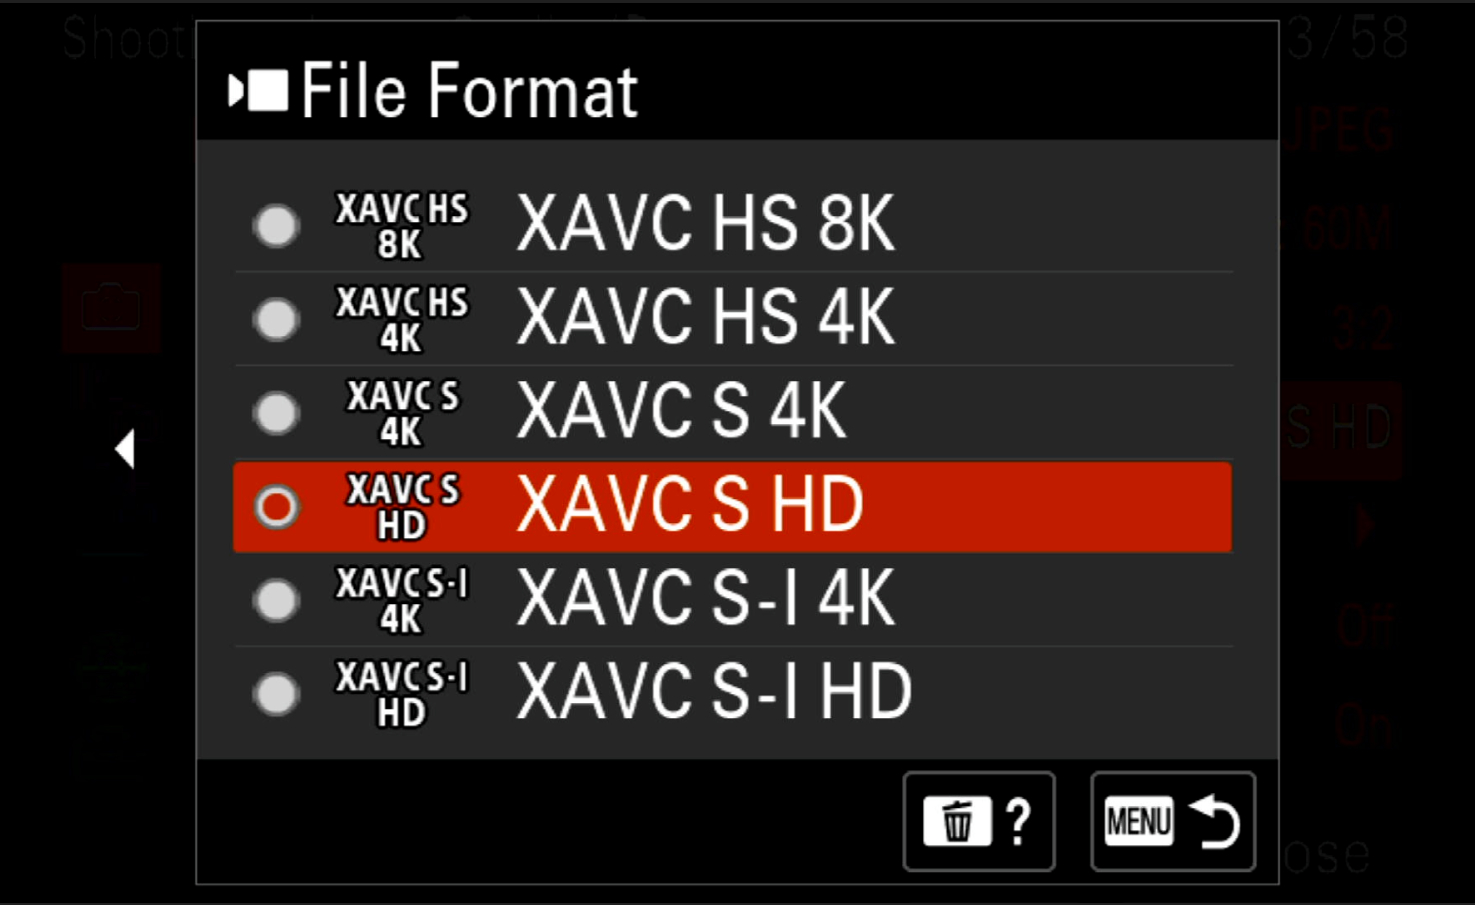 File Format
XAVC HS 8K XAVC HS 8K
XAVC HS 4K XAVC HS 4K
XAVC S 4K XAVC S 4K
XAVC S HD XAVC S HD
XAVC S-I 4K XAVC S-I 4K
XAVC S-I HD XAVC S-I HD
?
MENU
3/58
JPEG
60M
3:2
S HD
Off
On